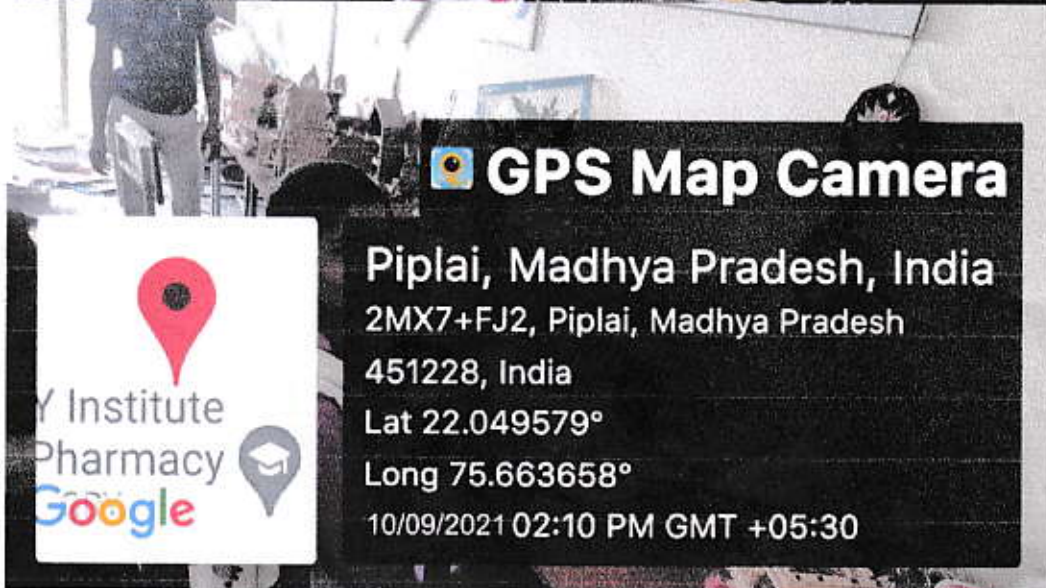 GPS Map Camera
Piplai, Madhya Pradesh, India
2MX7+FJ2, Piplai, Madhya Pradesh
451228, India
Lat 22.049579°
Long 75.663658°
10/09/2021 02:10 PM GMT +05:30
Y Institute
Pharmacy
Google